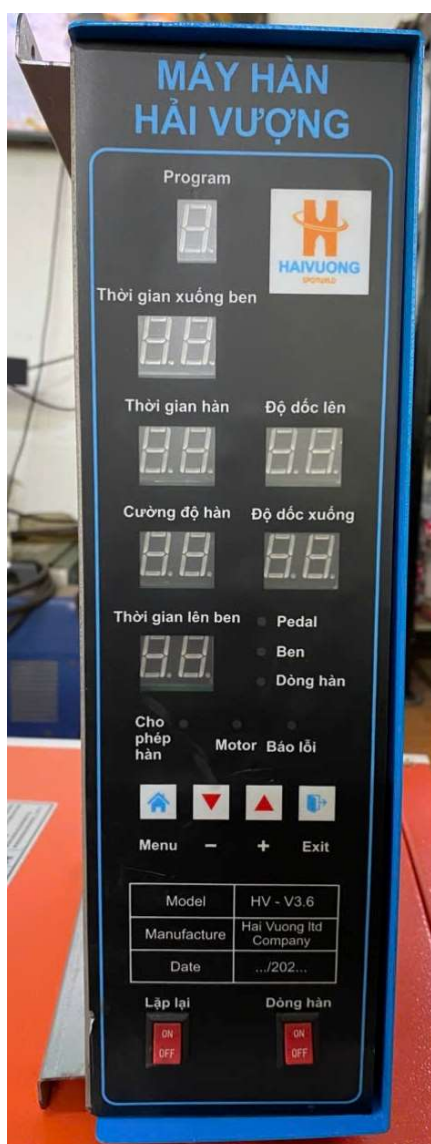 MÁY HÀN
HẢI VƯỢNG
Program
HAIVUONG
Thời gian xuống ben
Thời gian hàn
Độ dốc lên
Cường độ hàn
Độ dốc xuống
Thời gian lên ben
Pedal
Ben
Dòng hàn
Cho
phép
hàn
Motor
Báo lỗi
Menu
−
+
Exit
Model
HV - V3.6
Manufacture
Hai Vuong ltd
Company
Date
.../202...
Lặp lại
Dòng hàn
ON
OFF
ON
OFF